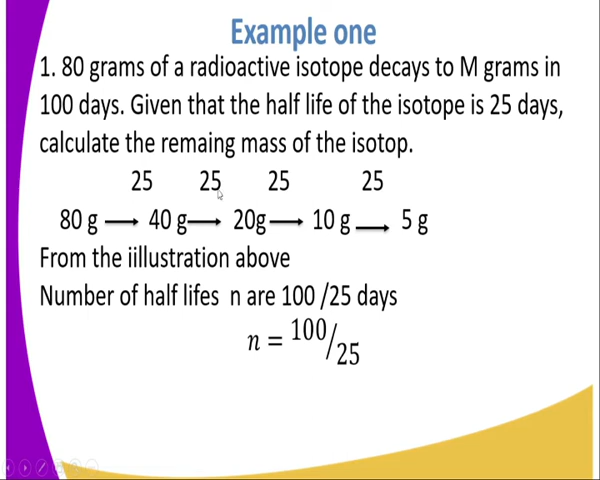 Example one
1. 80 grams of a radioactive isotope decays to M grams in
100 days. Given that the half life of the isotope is 25 days,
calculate the remaing mass of the isotop.
25 25 25 25
80 g ⟶ 40 g ⟶ 20g ⟶ 10 g ⟶ 5 g
From the iillustration above
Number of half lifes n are 100 /25 days
n = 100/25